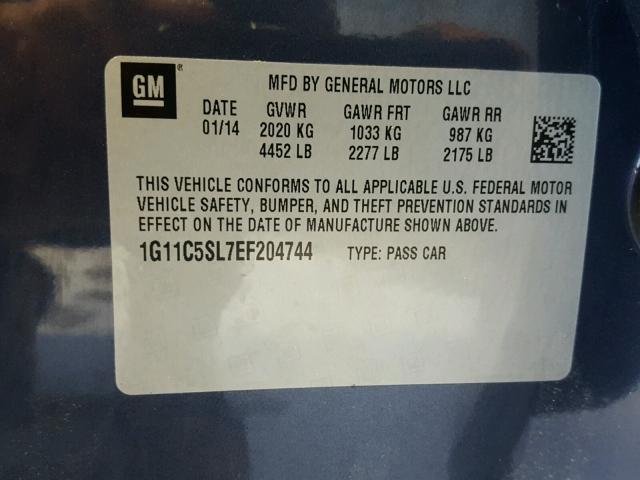 GM ®
MFD BY GENERAL MOTORS LLC
DATE GVWR GAWR FRT GAWR RR
01/14 2020 KG 1033 KG 987 KG
4452 LB 2277 LB 2175 LB
THIS VEHICLE CONFORMS TO ALL APPLICABLE U.S. FEDERAL MOTOR
VEHICLE SAFETY, BUMPER, AND THEFT PREVENTION STANDARDS IN
EFFECT ON THE DATE OF MANUFACTURE SHOWN ABOVE.
1G11C5SL7EF204744 TYPE: PASS CAR